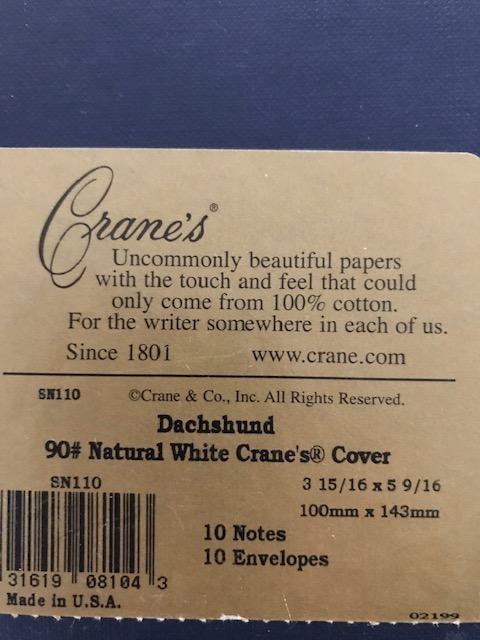 Crane's®
Uncommonly beautiful papers
with the touch and feel that could
only come from 100% cotton.
For the writer somewhere in each of us.
Since 1801 www.crane.com
SN110 ©Crane & Co., Inc. All Rights Reserved.
Dachshund
90# Natural White Crane's® Cover
SN110 3 15/16 x 5 9/16
100mm x 143mm
10 Notes
10 Envelopes
31619 08104 3
Made in U.S.A.
02199